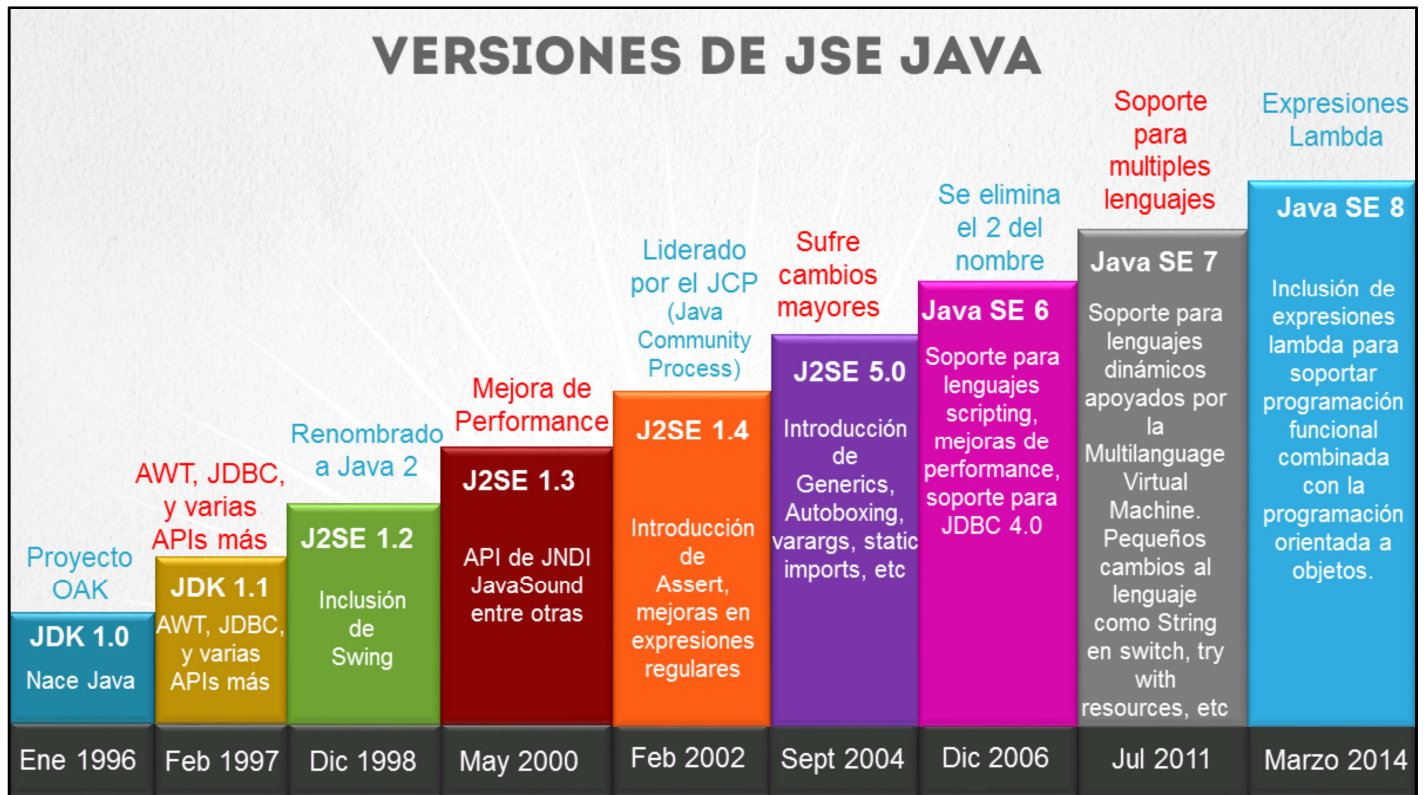 VERSIONES DE JSE JAVA
Proyecto
OAK
JDK 1.0
Nace Java
Ene 1996
AWT, JDBC,
y varias
APIs más
JDK 1.1
AWT, JDBC,
y varias
APIs más
Feb 1997
Renombrado
a Java 2
J2SE 1.2
Inclusión
de
Swing
Dic 1998
Mejora de
Performance
J2SE 1.3
API de JNDI
JavaSound
entre otras
May 2000
Liderado
por el JCP
(Java
Community
Process)
J2SE 1.4
Introducción
de
Assert,
mejoras en
expresiones
regulares
Feb 2002
Sufre
cambios
mayores
J2SE 5.0
Introducción
de
Generics,
Autoboxing,
varargs, static
imports, etc
Sept 2004
Se elimina
el 2 del
nombre
Java SE 6
Soporte para
lenguajes
scripting,
mejoras de
performance,
soporte para
JDBC 4.0
Dic 2006
Soporte
para
multiples
lenguajes
Java SE 7
Soporte para
lenguajes
dinámicos
apoyados por
la
Multilanguage
Virtual
Machine.
Pequeños
cambios al
lenguaje
como String
en switch, try
with
resources, etc
Jul 2011
Expresiones
Lambda
Java SE 8
Inclusión de
expresiones
lambda para
soportar
programación
funcional
combinada
con la
programación
orientada a
objetos.
Marzo 2014